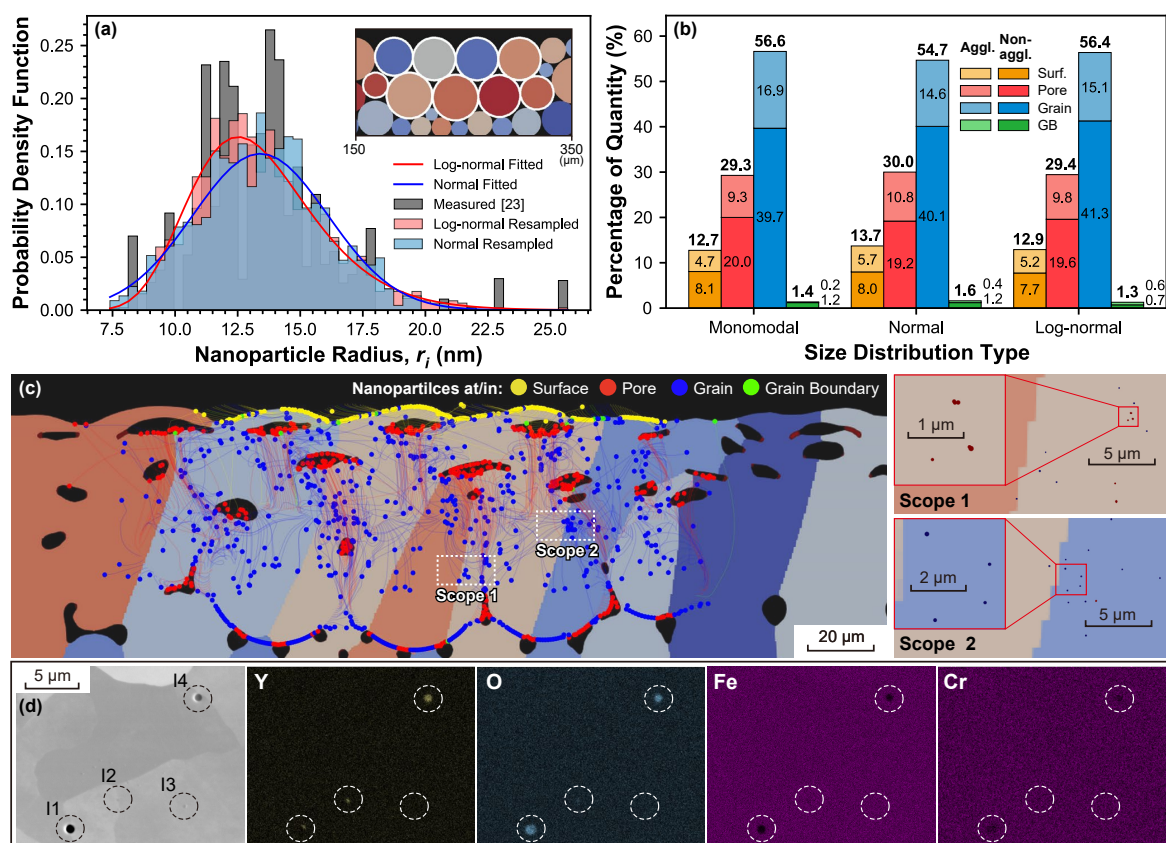 (a)
Probability Density Function
0.25
0.20
0.15
0.10
0.05
0.00
7.5 10.0 12.5 15.0 17.5 20.0 22.5 25.0
Nanoparticle Radius, ri (nm)
150 350
(μm)
Log-normal Fitted
Normal Fitted
Measured [23]
Log-normal Resampled
Normal Resampled
(b)
Percentage of Quantity (%)
60
50
40
30
20
10
0
Aggl. Non-
aggl.
Surf.
Pore
Grain
GB
12.7
4.7
8.1
29.3
9.3
20.0
56.6
16.9
39.7
1.4
0.2
1.2
13.7
5.7
8.0
30.0
10.8
19.2
54.7
14.6
40.1
1.6
0.4
1.2
12.9
5.2
7.7
29.4
9.8
19.6
56.4
15.1
41.3
1.3
0.6
0.7
Monomodal Normal Log-normal
Size Distribution Type
(c)
Nanopartilces at/in: Surface Pore Grain Grain Boundary
Scope 2
Scope 1
20 μm
1 μm
5 μm
Scope 1
2 μm
5 μm
Scope 2
5 μm
(d)
I4
I2
I3
I1
Y
O
Fe
Cr